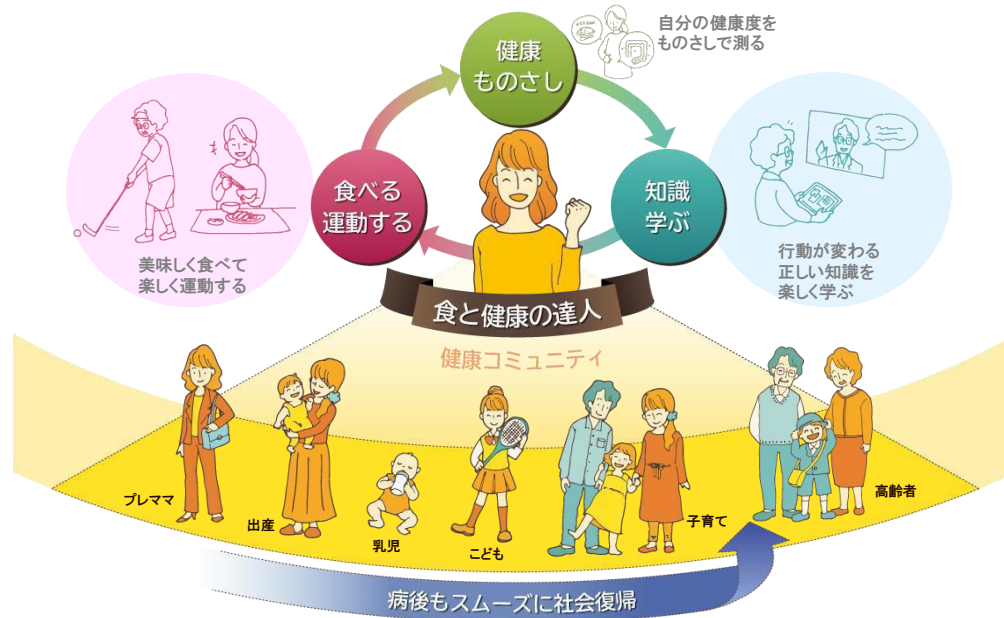 健康
ものさし
自分の健康度を
ものさしで測る
食べる
運動する
知識
学ぶ
美味しく食べて
楽しく運動する
行動が変わる
正しい知識を
楽しく学ぶ
食と健康の達人
健康コミュニティ
プレママ
出産
乳児
こども
子育て
高齢者
病後もスムーズに社会復帰